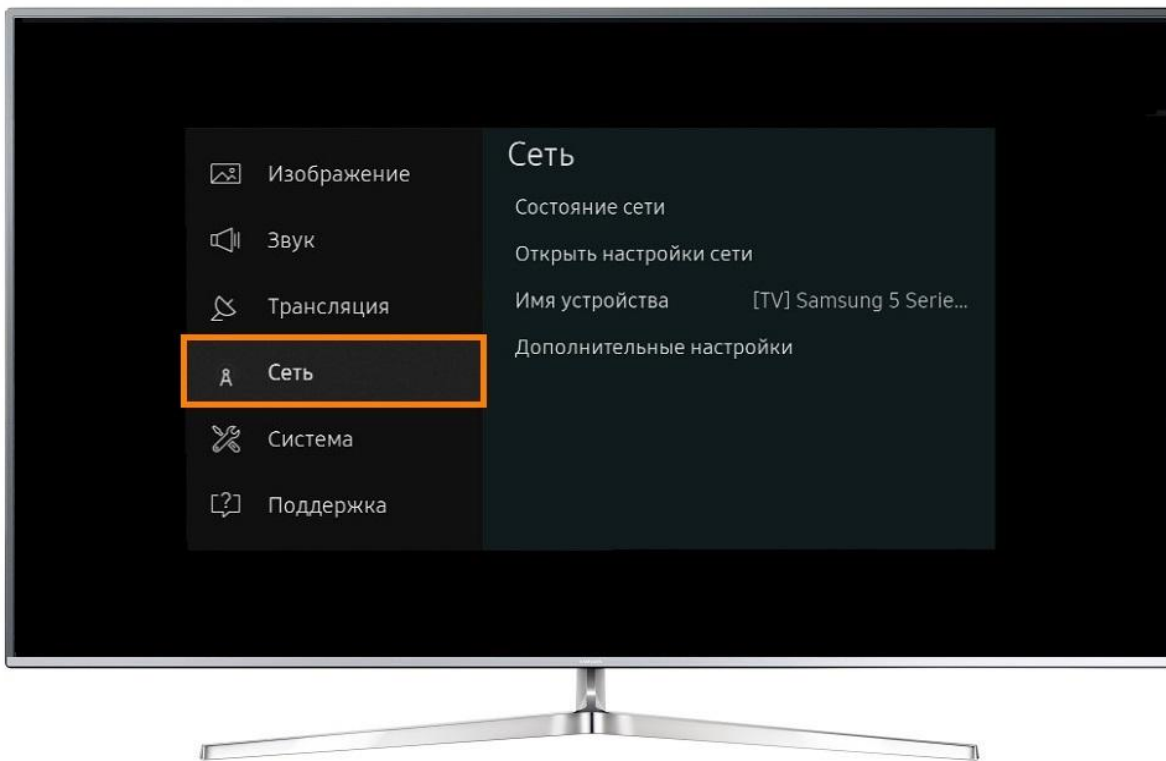 Изображение
Звук
Трансляция
Сеть
Система
Поддержка
Сеть
Состояние сети
Открыть настройки сети
Имя устройства [TV] Samsung 5 Serie...
Дополнительные настройки